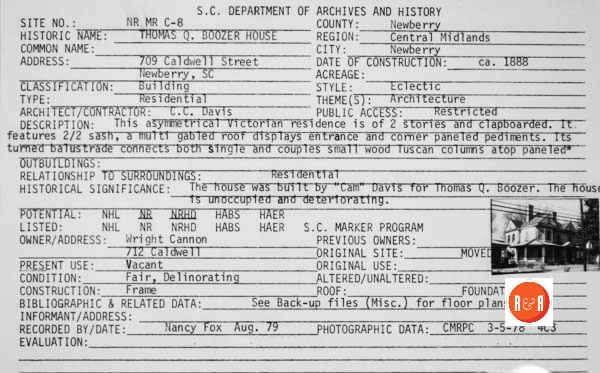 S.C. DEPARTMENT OF ARCHIVES AND HISTORY
SITE NO.: NR MR C-8 COUNTY: Newberry
HISTORIC NAME: THOMAS Q. BOOZER HOUSE REGION: Central Midlands
COMMON NAME: CITY: Newberry
ADDRESS: 709 Caldwell Street DATE OF CONSTRUCTION: ca. 1888
Newberry, SC ACREAGE:
CLASSIFICATION: Building STYLE: Eclectic
TYPE: Residential THEME(S): Architecture
ARCHITECT/CONTRACTOR: C.C. Davis PUBLIC ACCESS: Restricted
DESCRIPTION: This asymmetrical Victorian residence is of 2 stories and clapboarded. It
features 2/2 sash, a multi gabled roof displays entrance and corner paneled pediments. Its
turned balustrade connects both single and couples small wood Tuscan columns atop paneled*
OUTBUILDINGS:
RELATIONSHIP TO SURROUNDINGS: Residential
HISTORICAL SIGNIFICANCE: The house was built by "Cam" Davis for Thomas Q. Boozer. The house
is unoccupied and deteriorating.
POTENTIAL: NHL NR NRHD HABS HAER
LISTED: NHL NR NRHD HABS HAER S.C. MARKER PROGRAM
OWNER/ADDRESS: Wright Cannon PREVIOUS OWNERS:
712 Caldwell ORIGINAL SITE: MOVED
PRESENT USE: Vacant ORIGINAL USE:
CONDITION: Fair, Delinorating ALTERED/UNALTERED:
CONSTRUCTION: Frame ROOF: FOUNDAT
BIBLIOGRAPHIC & RELATED DATA: See Back-up files (Misc.) for floor plans
INFORMANT/ADDRESS:
RECORDED BY/DATE: Nancy Fox Aug. 79 PHOTOGRAPHIC DATA: CMRPC 3-5-78 4C3
EVALUATION:
R&R